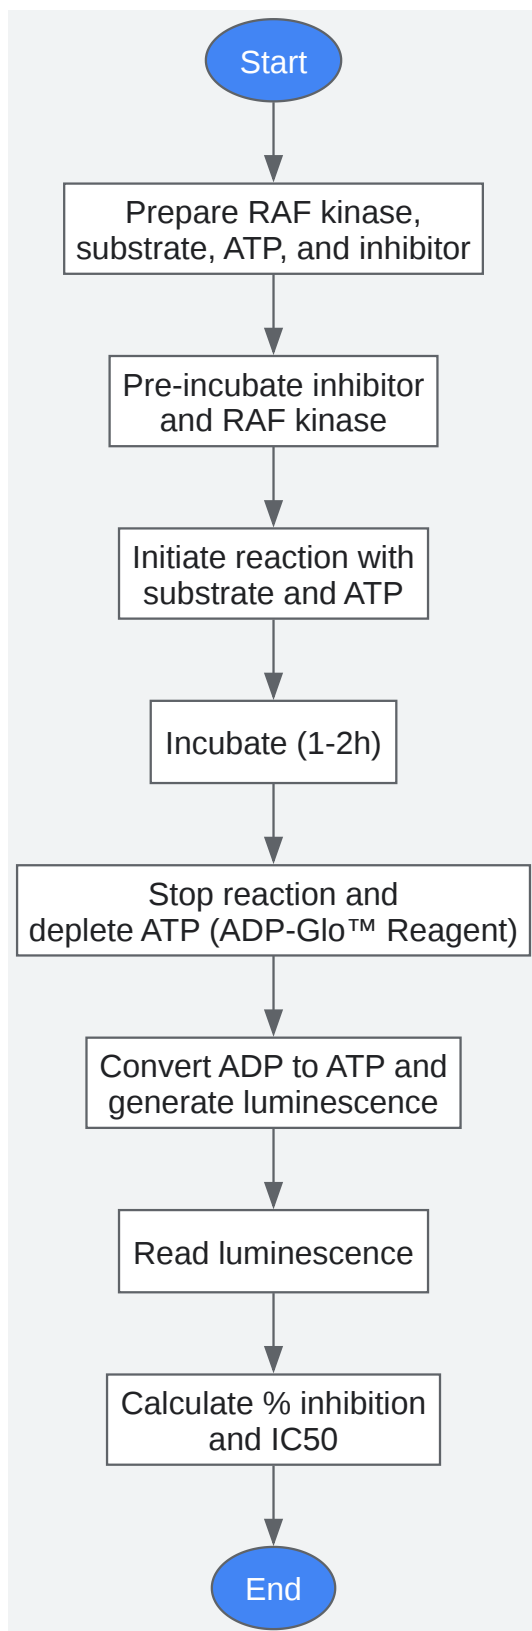 Start
Prepare RAF kinase,
substrate, ATP, and inhibitor
Pre-incubate inhibitor
and RAF kinase
Initiate reaction with
substrate and ATP
Incubate (1-2h)
Stop reaction and
deplete ATP (ADP-Glo™ Reagent)
Convert ADP to ATP and
generate luminescence
Read luminescence
Calculate % inhibition
and IC50
End